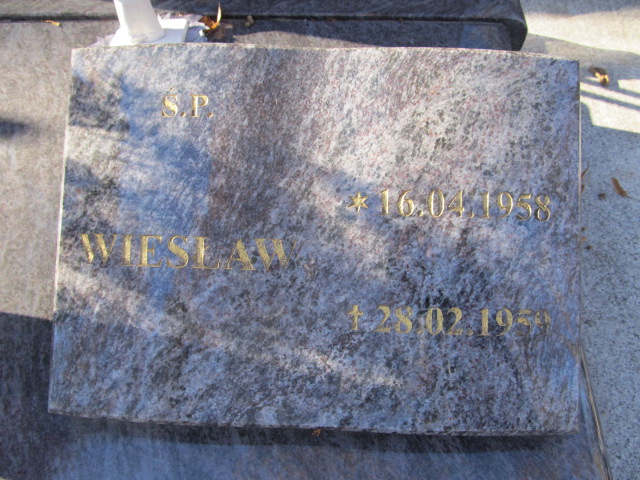 Ś.P.
* 16.04.1958
WIESŁAW
† 28.02.1959